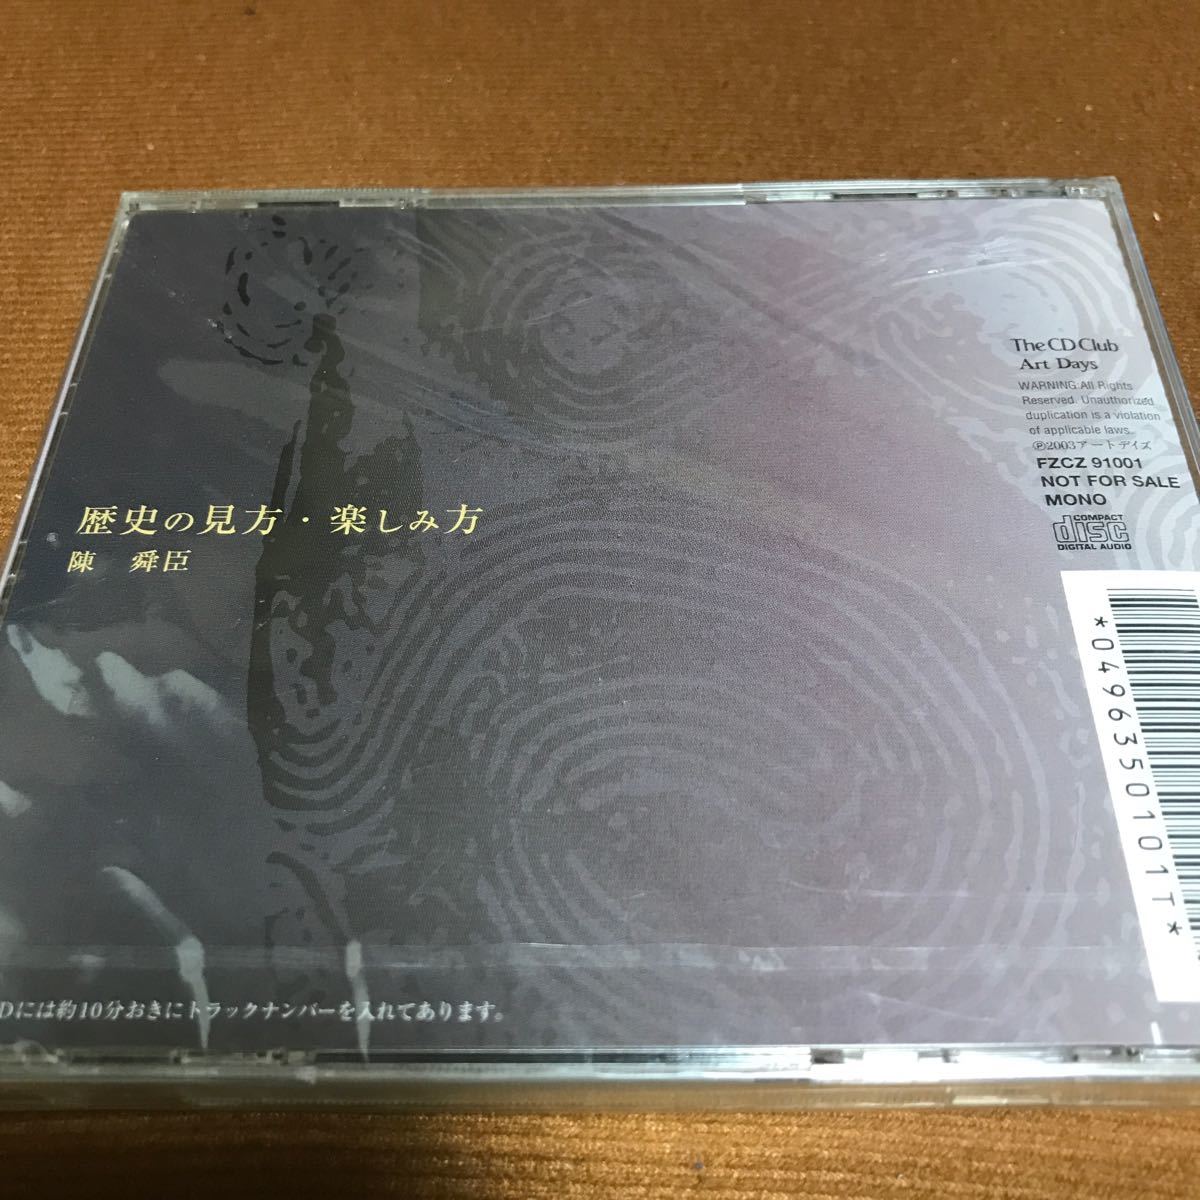 The CD Club
Art Days
WARNING:All Rights
Reserved. Unauthorized
duplication is a violation
of applicable laws.
Ⓟ2003アートデイズ
FZCZ 91001
NOT FOR SALE
MONO
COMPACT
disc
DIGITAL AUDIO
歴史の見方・楽しみ方
陳 舜臣
*0496350101T*
Dには約10分おきにトラックナンバーを入れてあります。